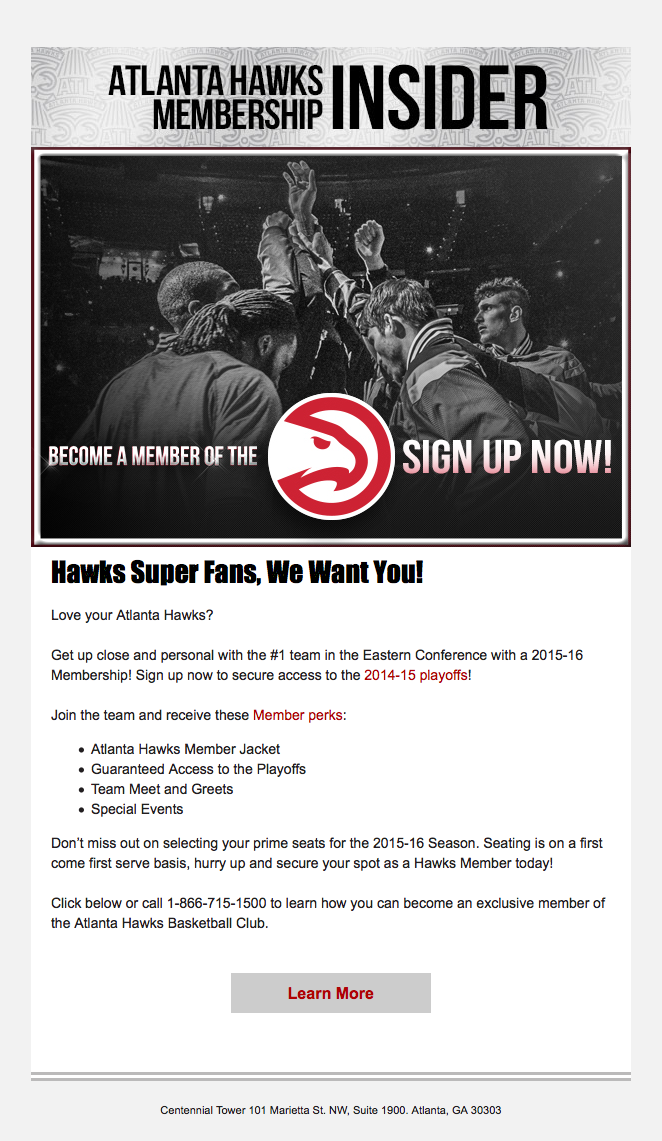 ATLANTA HAWKS
MEMBERSHIP
INSIDER
BECOME A MEMBER OF THE
SIGN UP NOW!
Hawks Super Fans, We Want You!
Love your Atlanta Hawks?
Get up close and personal with the #1 team in the Eastern Conference with a 2015-16
Membership! Sign up now to secure access to the 2014-15 playoffs!
Join the team and receive these Member perks:
• Atlanta Hawks Member Jacket
• Guaranteed Access to the Playoffs
• Team Meet and Greets
• Special Events
Don’t miss out on selecting your prime seats for the 2015-16 Season. Seating is on a first
come first serve basis, hurry up and secure your spot as a Hawks Member today!
Click below or call 1-866-715-1500 to learn how you can become an exclusive member of
the Atlanta Hawks Basketball Club.
Learn More
Centennial Tower 101 Marietta St. NW, Suite 1900. Atlanta, GA 30303